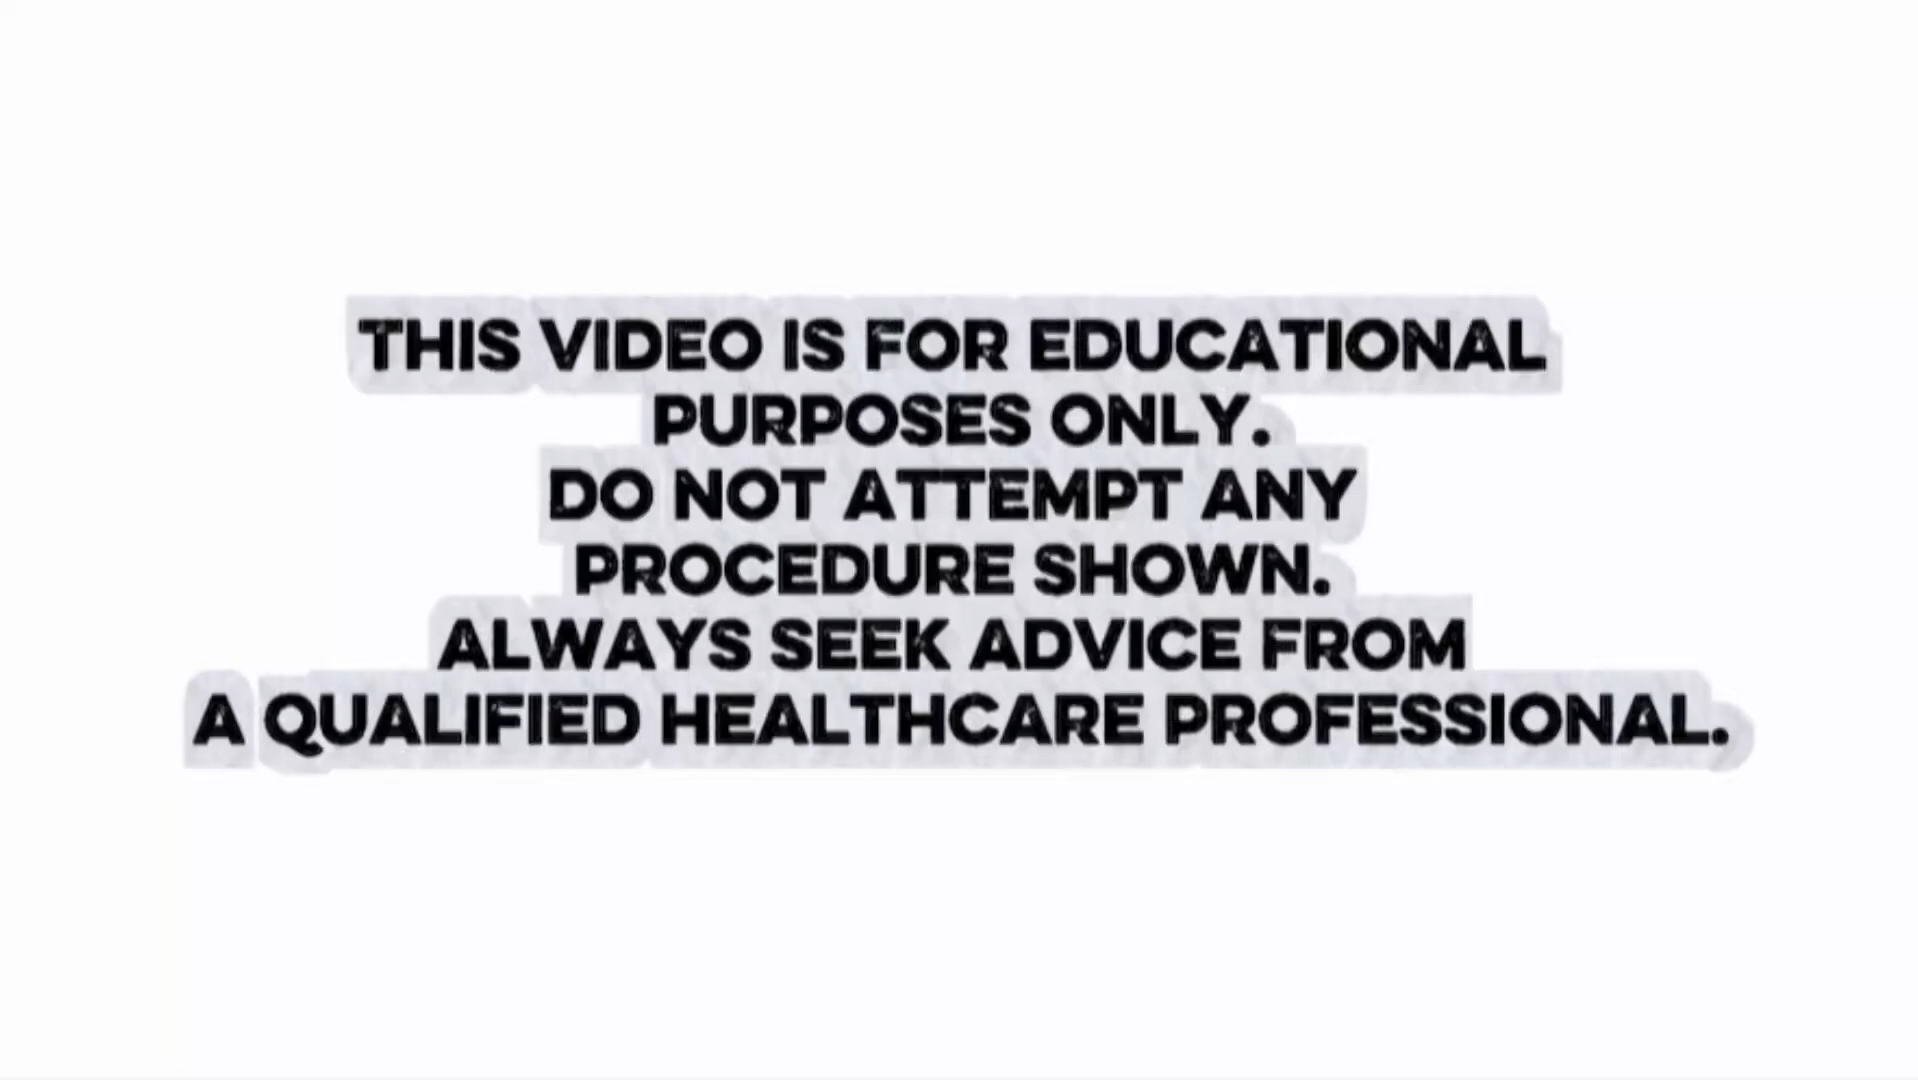 THIS VIDEO IS FOR EDUCATIONAL
PURPOSES ONLY.
DO NOT ATTEMPT ANY
PROCEDURE SHOWN.
ALWAYS SEEK ADVICE FROM
A QUALIFIED HEALTHCARE PROFESSIONAL.